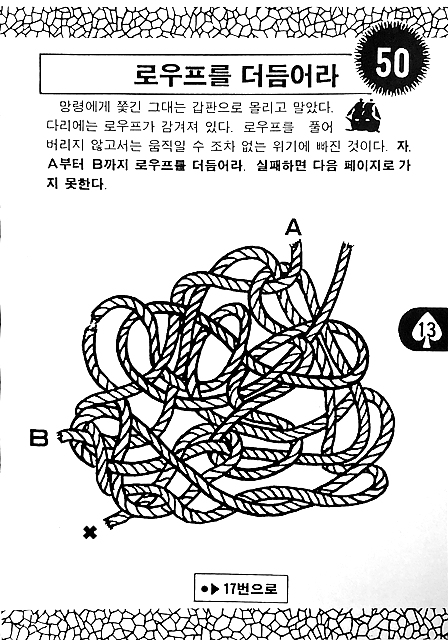 50
로우프를 더듬어라
망령에게 쫓긴 그대는 갑판으로 몰리고 말았다.
다리에는 로우프가 감겨져 있다. 로우프를 풀어
버리지 않고서는 움직일 수 조차 없는 위기에 빠진 것이다. 자.
A부터 B까지 로우프를 더듬어라. 실패하면 다음 페이지로 가
지 못한다.
A
13
B
×
●▶17번으로